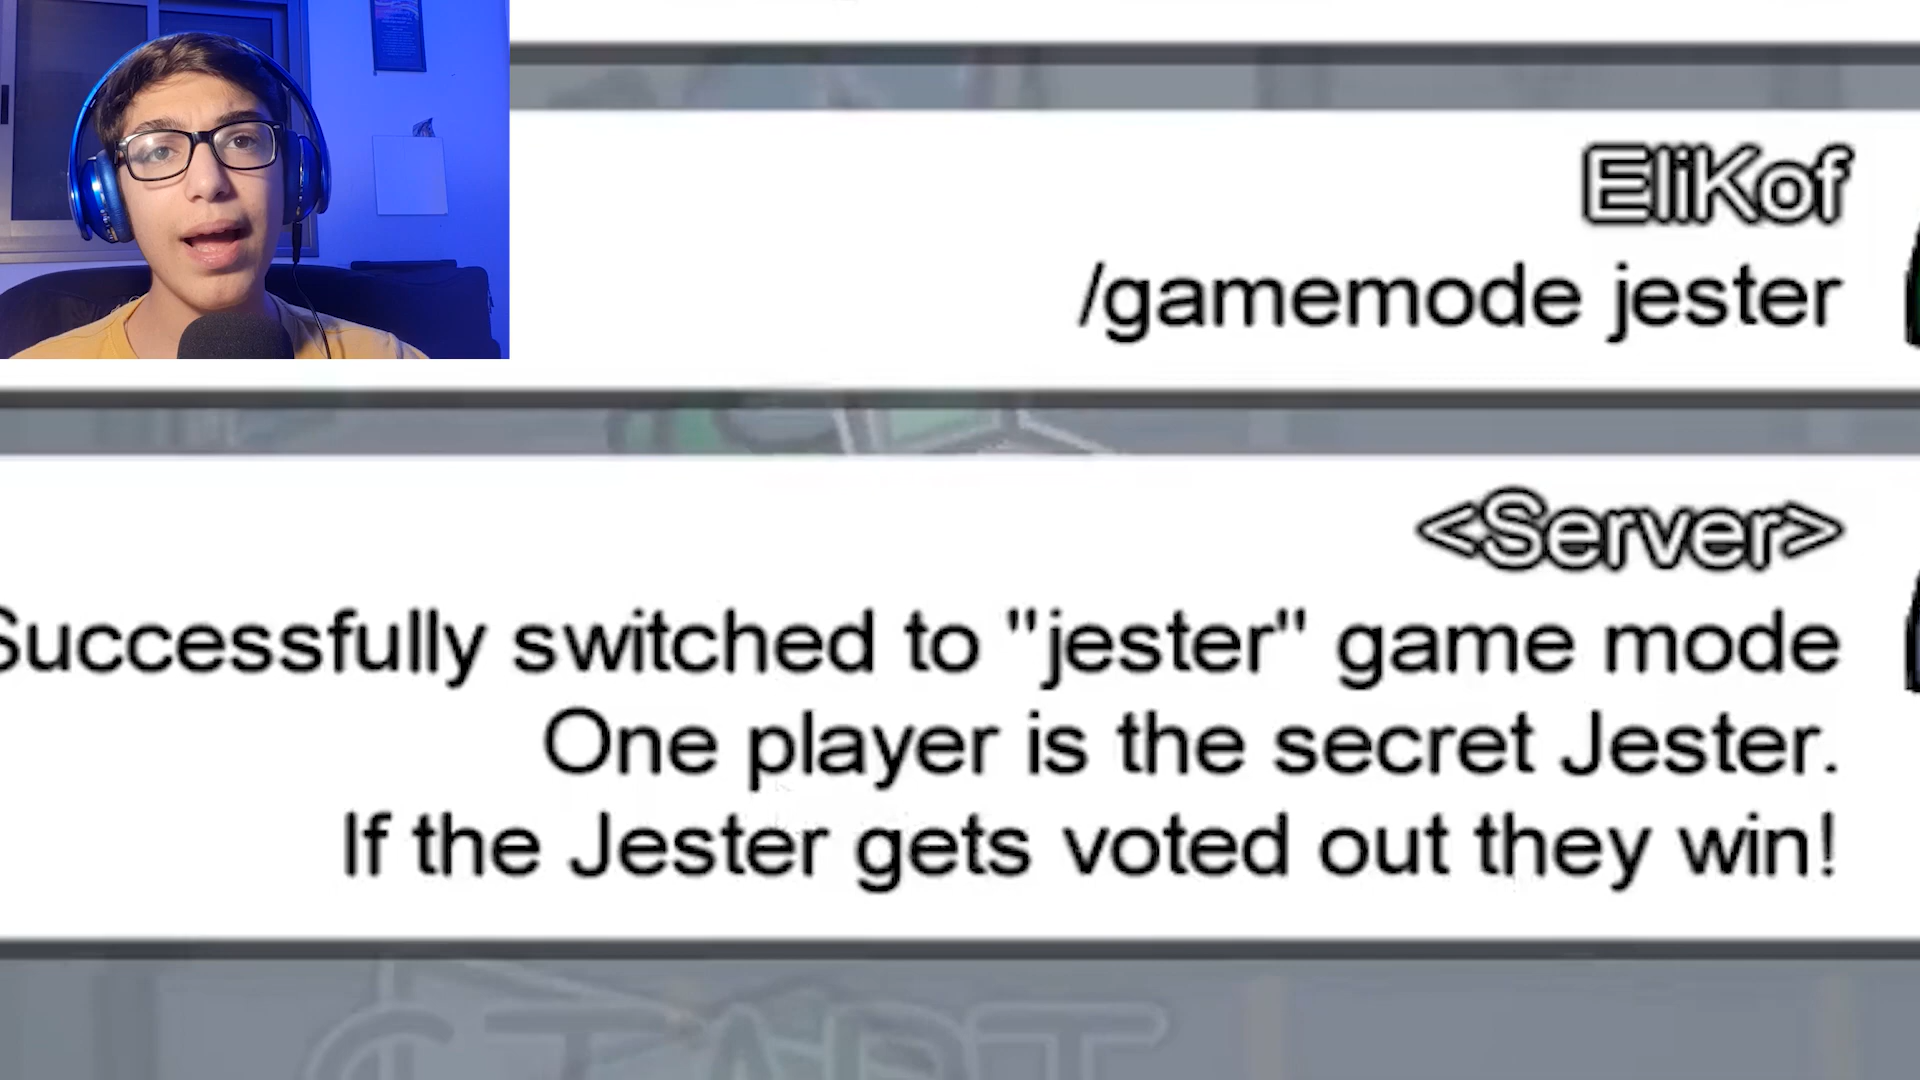 EliKof
/gamemode jester
<Server>
Successfully switched to "jester" game mode
One player is the secret Jester.
If the Jester gets voted out they win!
START